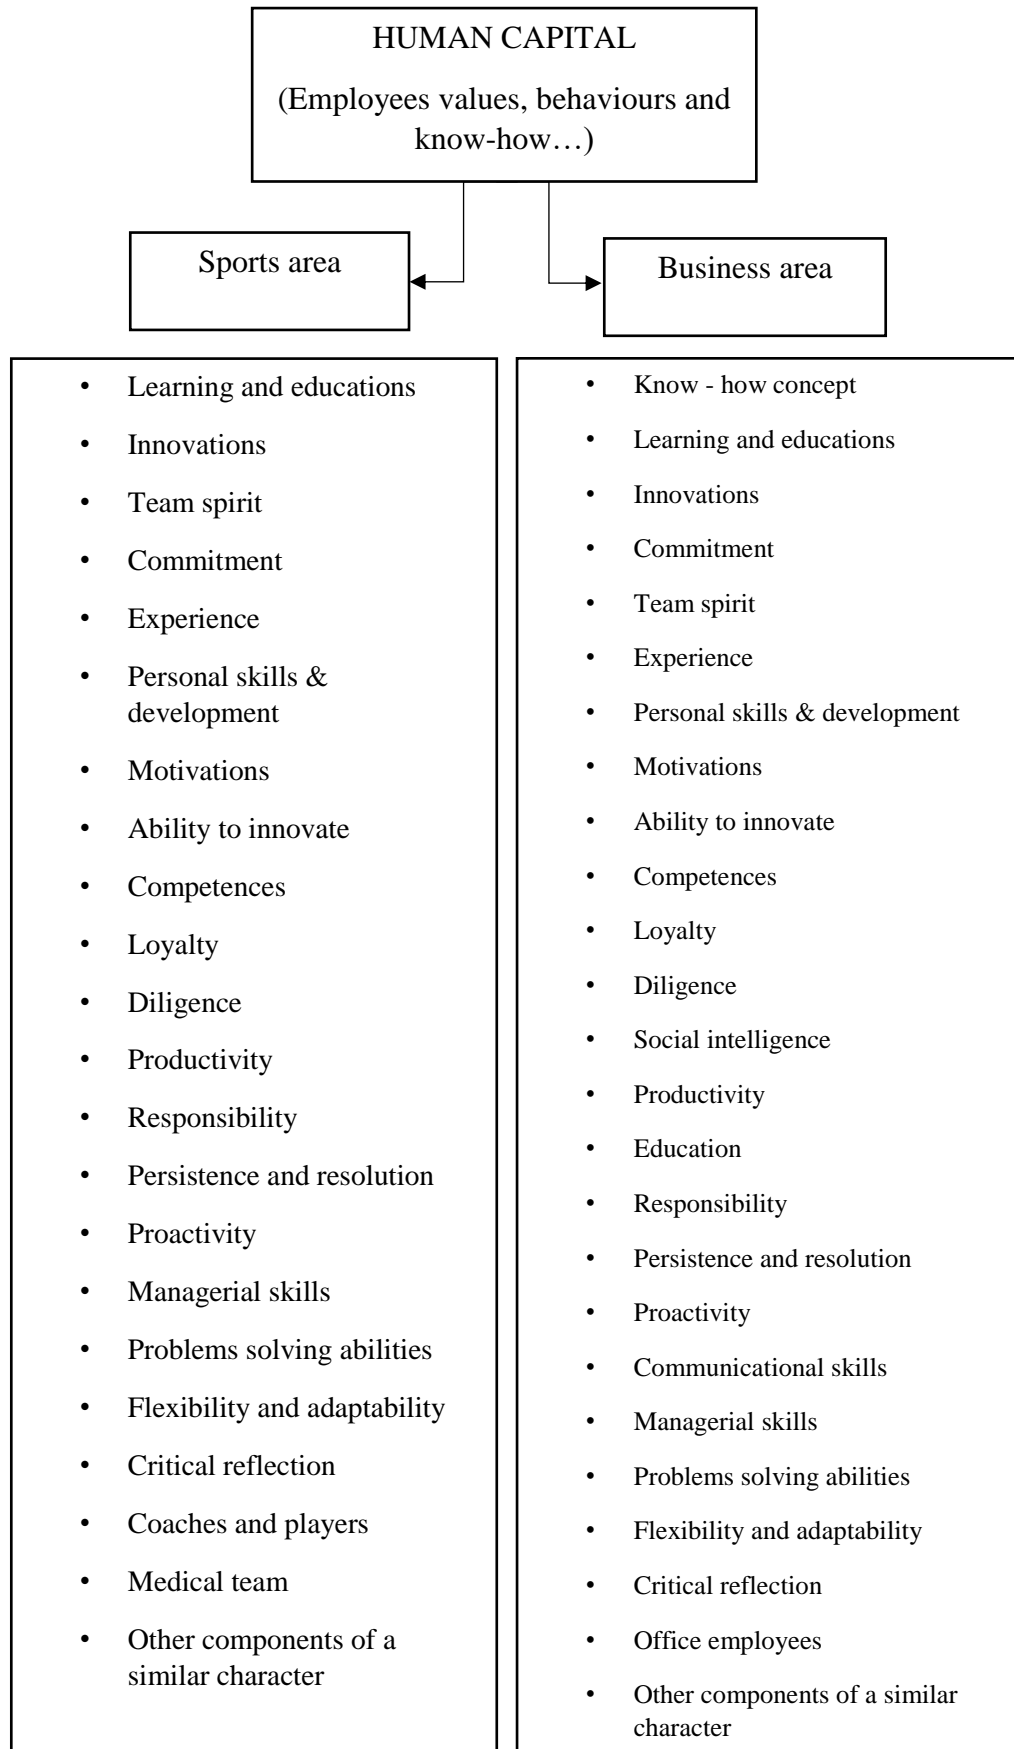 HUMAN CAPITAL
(Employees values, behaviours and
know-how…)
Sports area
Business area
• Learning and educations
• Innovations
• Team spirit
• Commitment
• Experience
• Personal skills &
development
• Motivations
• Ability to innovate
• Competences
• Loyalty
• Diligence
• Productivity
• Responsibility
• Persistence and resolution
• Proactivity
• Managerial skills
• Problems solving abilities
• Flexibility and adaptability
• Critical reflection
• Coaches and players
• Medical team
• Other components of a
similar character
• Know - how concept
• Learning and educations
• Innovations
• Commitment
• Team spirit
• Experience
• Personal skills & development
• Motivations
• Ability to innovate
• Competences
• Loyalty
• Diligence
• Social intelligence
• Productivity
• Education
• Responsibility
• Persistence and resolution
• Proactivity
• Communicational skills
• Managerial skills
• Problems solving abilities
• Flexibility and adaptability
• Critical reflection
• Office employees
• Other components of a similar
character